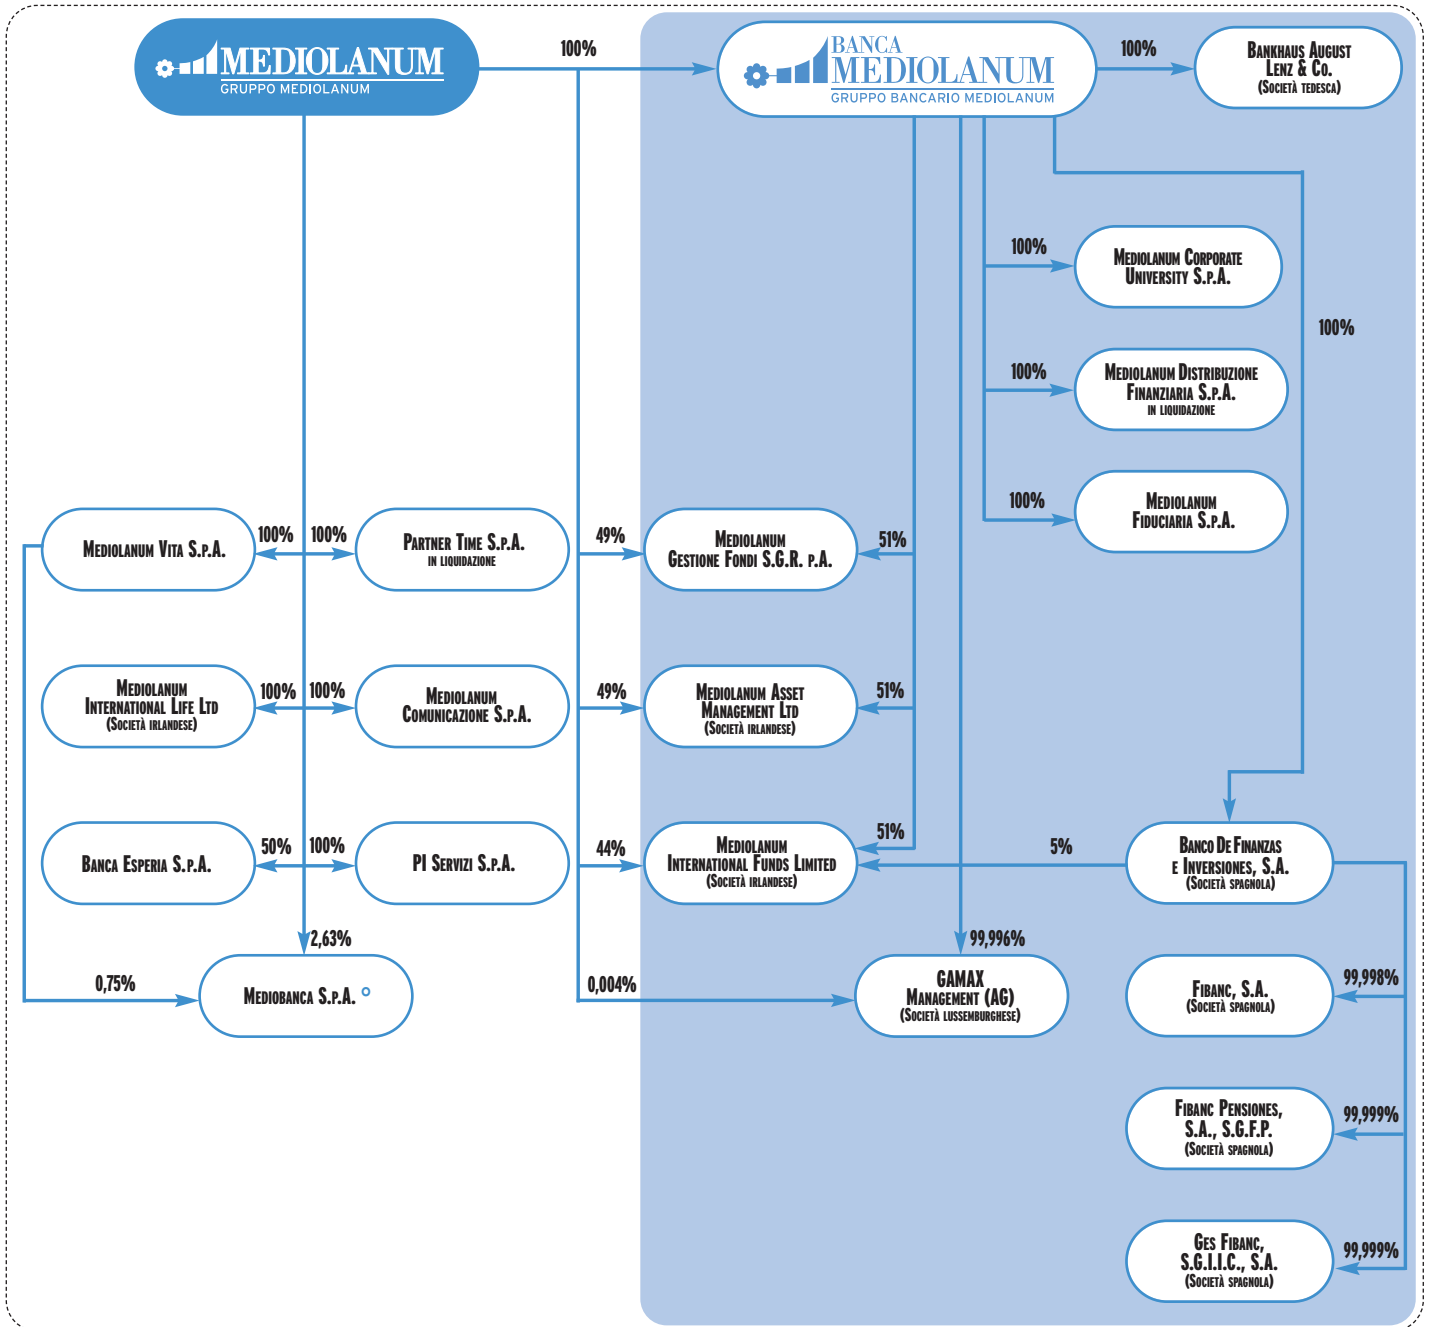 MEDIOLANUM
GRUPPO MEDIOLANUM
100%
BANCA
MEDIOLANUM
GRUPPO BANCARIO MEDIOLANUM
100%
Bankhaus August
Lenz & Co.
(Società tedesca)
100%
Mediolanum Corporate
University S.p.A.
100%
100%
Mediolanum Distribuzione
Finanziaria S.p.A.
in liquidazione
100%
Mediolanum
Fiduciaria S.p.A.
Mediolanum Vita S.p.A.
100%
100%
Partner Time S.p.A.
in liquidazione
49%
Mediolanum
Gestione Fondi S.G.R. p.A.
51%
Mediolanum
International Life Ltd
(Società irlandese)
100%
100%
Mediolanum
Comunicazione S.p.A.
49%
Mediolanum Asset
Management Ltd
(Società irlandese)
51%
Banca Esperia S.p.A.
50%
100%
PI Servizi S.p.A.
44%
Mediolanum
International Funds Limited
(Società irlandese)
51%
5%
Banco De Finanzas
e Inversiones, S.A.
(Società spagnola)
2,63%
0,75%
Mediobanca S.p.A. °
0,004%
99,996%
GAMAX
Management (AG)
(Società lussemburghese)
Fibanc, S.A.
(Società spagnola)
99,998%
Fibanc Pensiones,
S.A., S.G.F.P.
(Società spagnola)
99,999%
Ges Fibanc,
S.G.I.I.C., S.A.
(Società spagnola)
99,999%